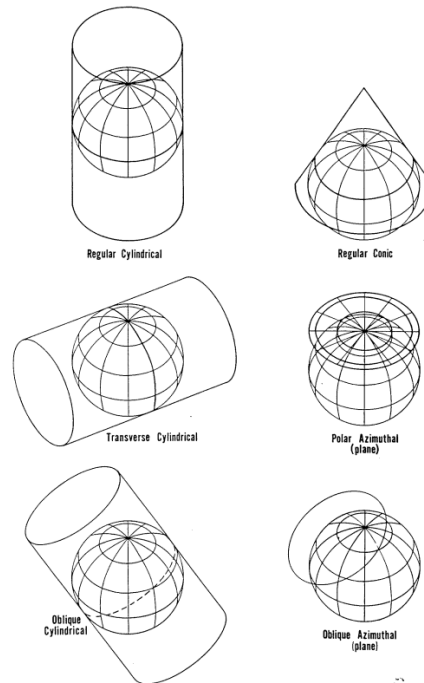 Regular Cylindrical
Regular Conic
Transverse Cylindrical
Polar Azimuthal
(plane)
Oblique
Cylindrical
Oblique Azimuthal
(plane)